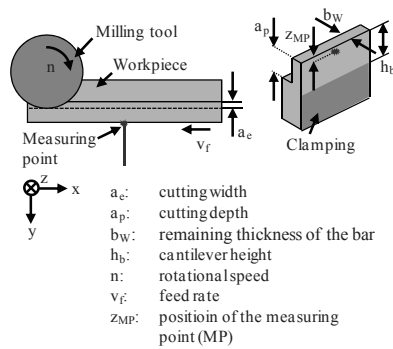 Milling tool
n
Workpiece
Measuring
point
v_f
a_e
a_p
z_MP
b_W
h_b
Clamping
z
x
y
a_e: cutting width
a_p: cutting depth
b_W: remaining thickness of the bar
h_b: cantilever height
n: rotational speed
v_f: feed rate
z_MP: positioin of the measuring
point (MP)